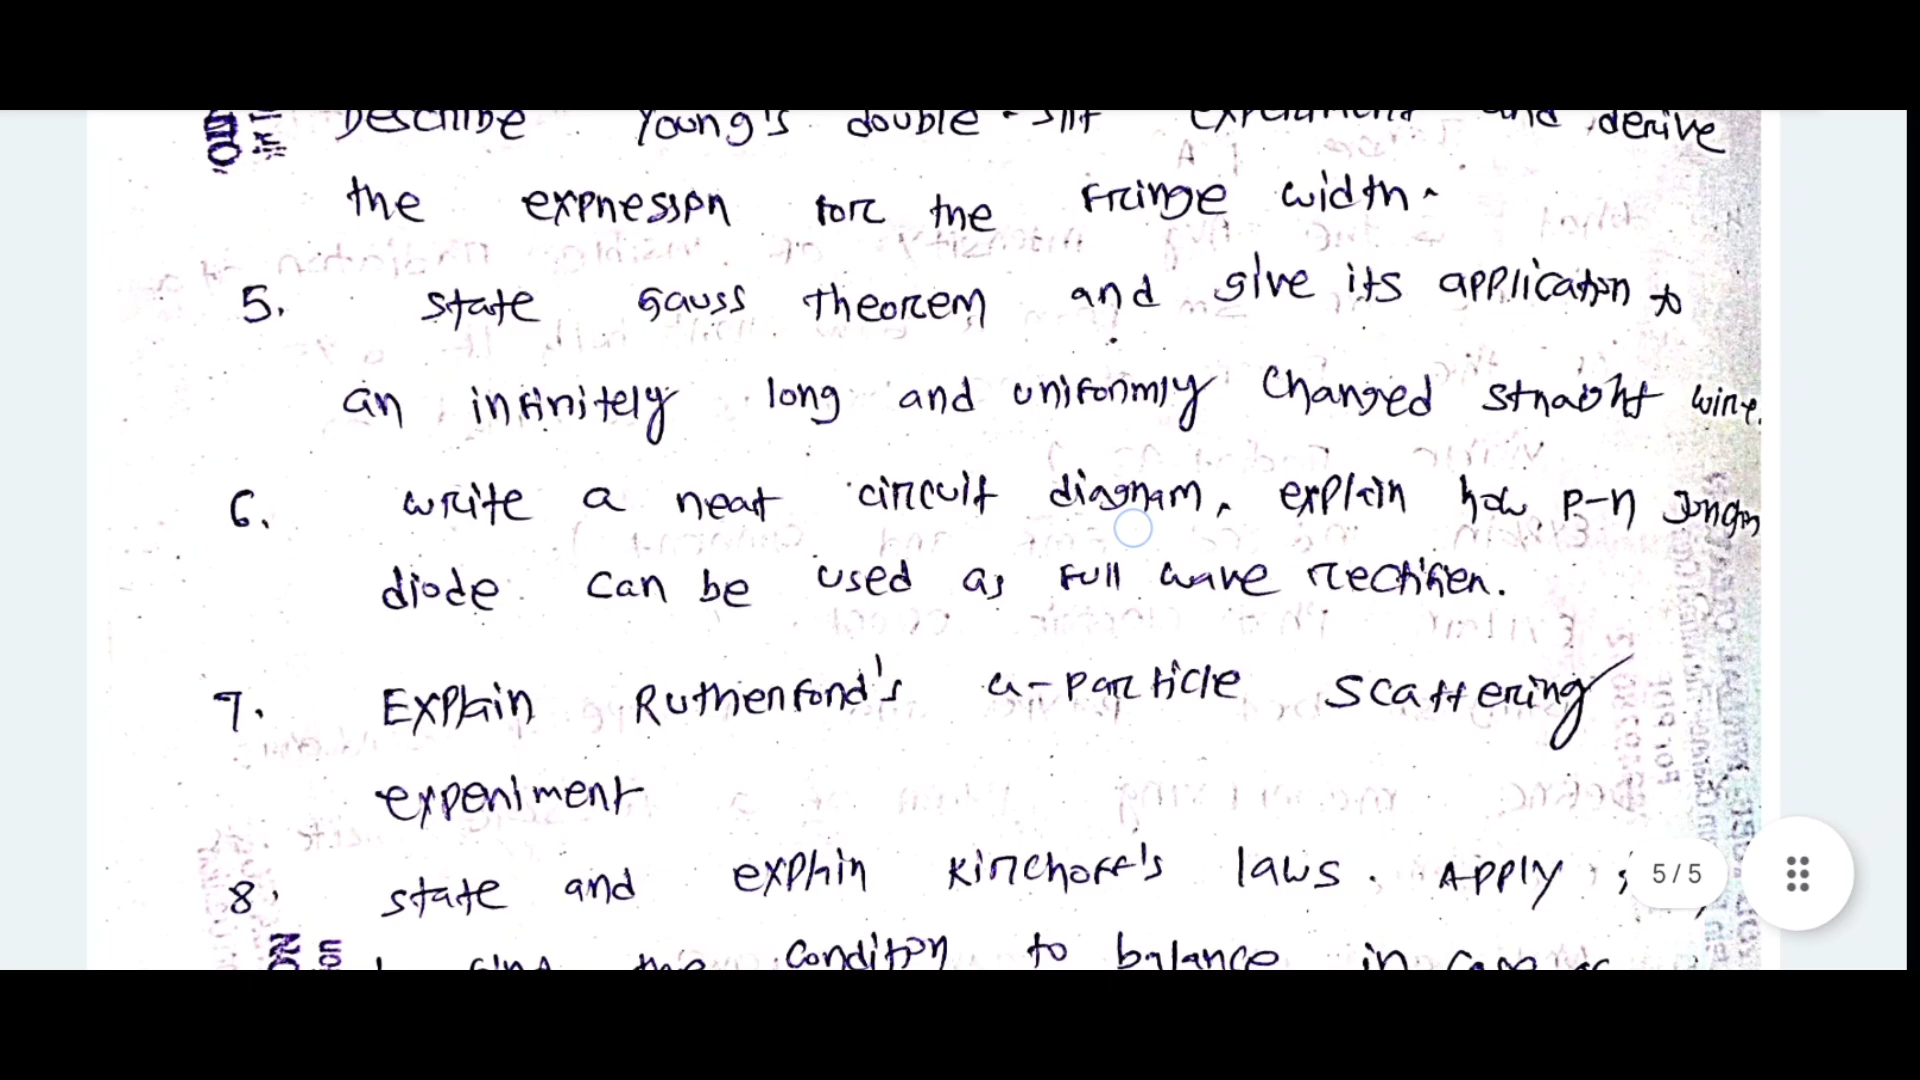 Describe Young's double-slit experiment and derive
the expression for the Fringe width.
5. State Gauss theorem and give its application to
an infinitely long and uniformly charged straight wire.
6. write a neat circuit diagram, explain how p-n
diode can be used as full wave rectifier.
7. Explain Rutherford's α-particle scattering
experiment
8. state and explain Kirchoff's laws. Apply
condition to balance in case
5 / 5